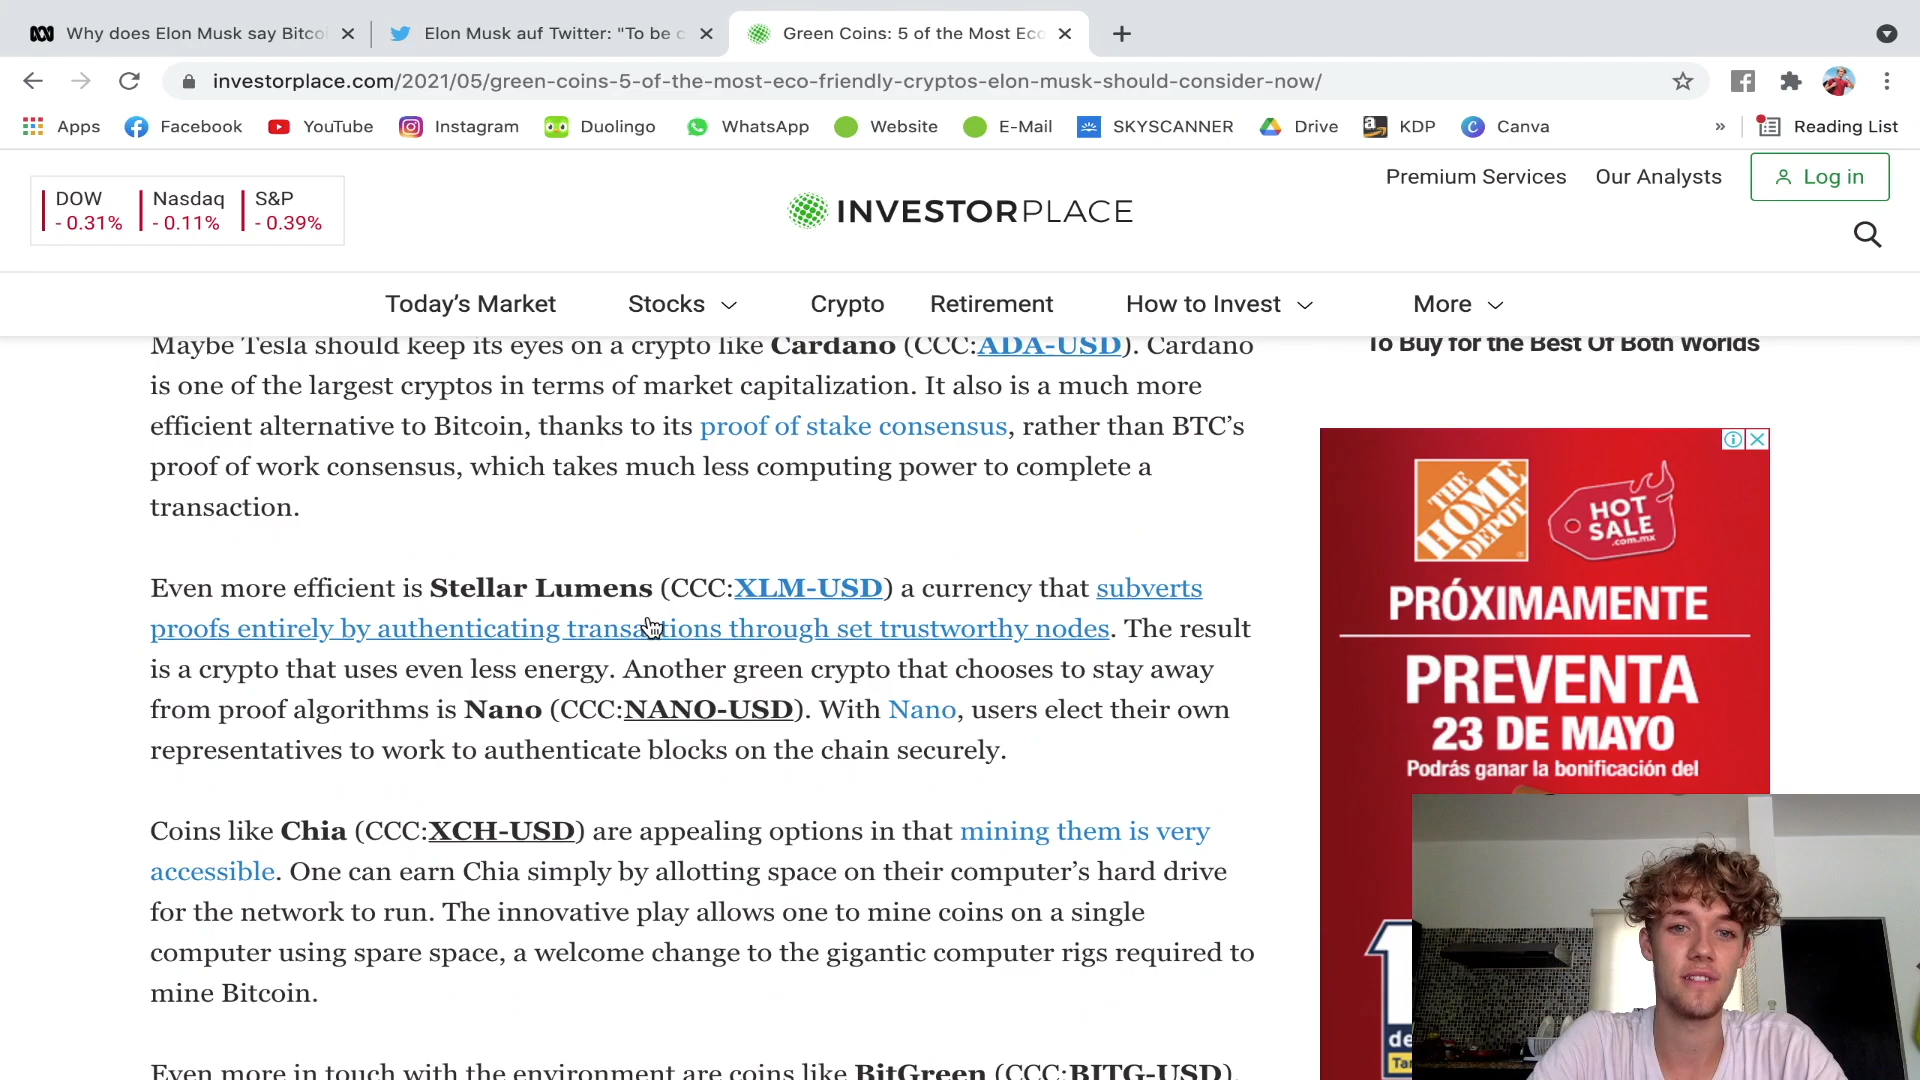 Why does Elon Musk say Bitco
Elon Musk auf Twitter: "To be c
Green Coins: 5 of the Most Eco
investorplace.com/2021/05/green-coins-5-of-the-most-eco-friendly-cryptos-elon-musk-should-consider-now/
Apps Facebook YouTube Instagram Duolingo WhatsApp Website E-Mail SKYSCANNER Drive KDP Canva » Reading List
DOW Nasdaq S&P
- 0.31% - 0.11% - 0.39%
INVESTORPLACE
Premium Services Our Analysts Log in
Today's Market Stocks Crypto Retirement How to Invest More
Maybe Tesla should keep its eyes on a crypto like Cardano (CCC:ADA-USD). Cardano
is one of the largest cryptos in terms of market capitalization. It also is a much more
efficient alternative to Bitcoin, thanks to its proof of stake consensus, rather than BTC's
proof of work consensus, which takes much less computing power to complete a
transaction.
Even more efficient is Stellar Lumens (CCC:XLM-USD) a currency that subverts
proofs entirely by authenticating transactions through set trustworthy nodes. The result
is a crypto that uses even less energy. Another green crypto that chooses to stay away
from proof algorithms is Nano (CCC:NANO-USD). With Nano, users elect their own
representatives to work to authenticate blocks on the chain securely.
Coins like Chia (CCC:XCH-USD) are appealing options in that mining them is very
accessible. One can earn Chia simply by allotting space on their computer's hard drive
for the network to run. The innovative play allows one to mine coins on a single
computer using spare space, a welcome change to the gigantic computer rigs required to
mine Bitcoin.
Even more in touch with the environment are coins like BitGreen (CCC:BITG-USD).
To Buy for the Best Of Both Worlds
THE HOME DEPOT
HOT SALE
.com.mx
PRÓXIMAMENTE
PREVENTA
23 DE MAYO
Podrás ganar la bonificación del
1
de